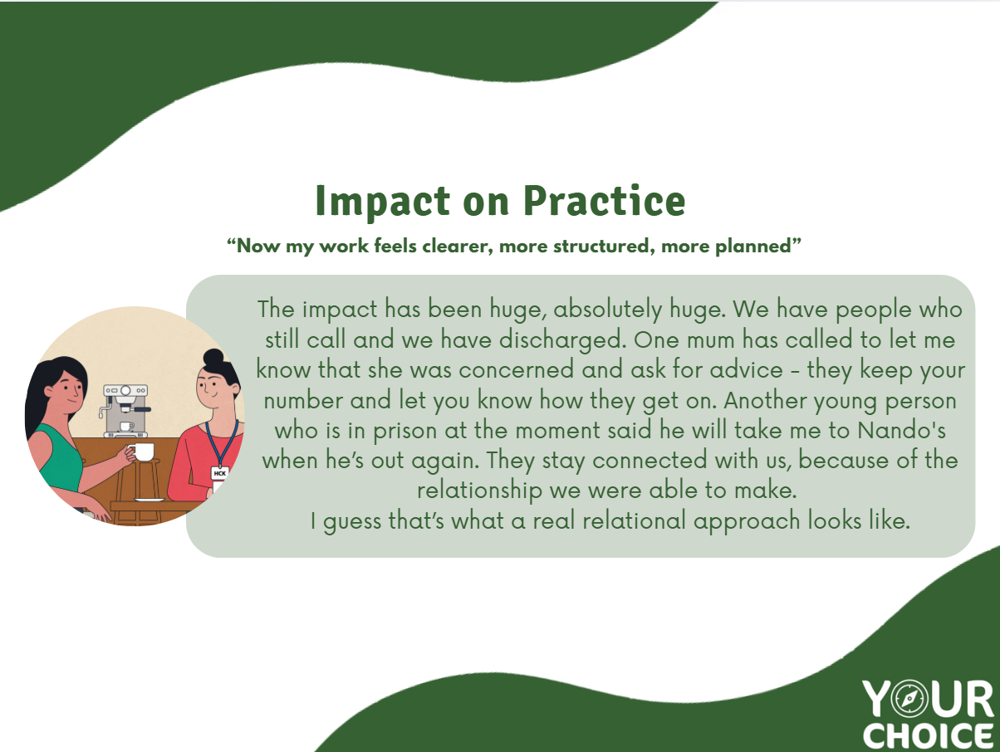 Impact on Practice
“Now my work feels clearer, more structured, more planned”
The impact has been huge, absolutely huge. We have people who
still call and we have discharged. One mum has called to let me
know that she was concerned and ask for advice - they keep your
number and let you know how they get on. Another young person
who is in prison at the moment said he will take me to Nando's
when he’s out again. They stay connected with us, because of the
relationship we were able to make.
I guess that’s what a real relational approach looks like.
HCK
YOUR
CHOICE